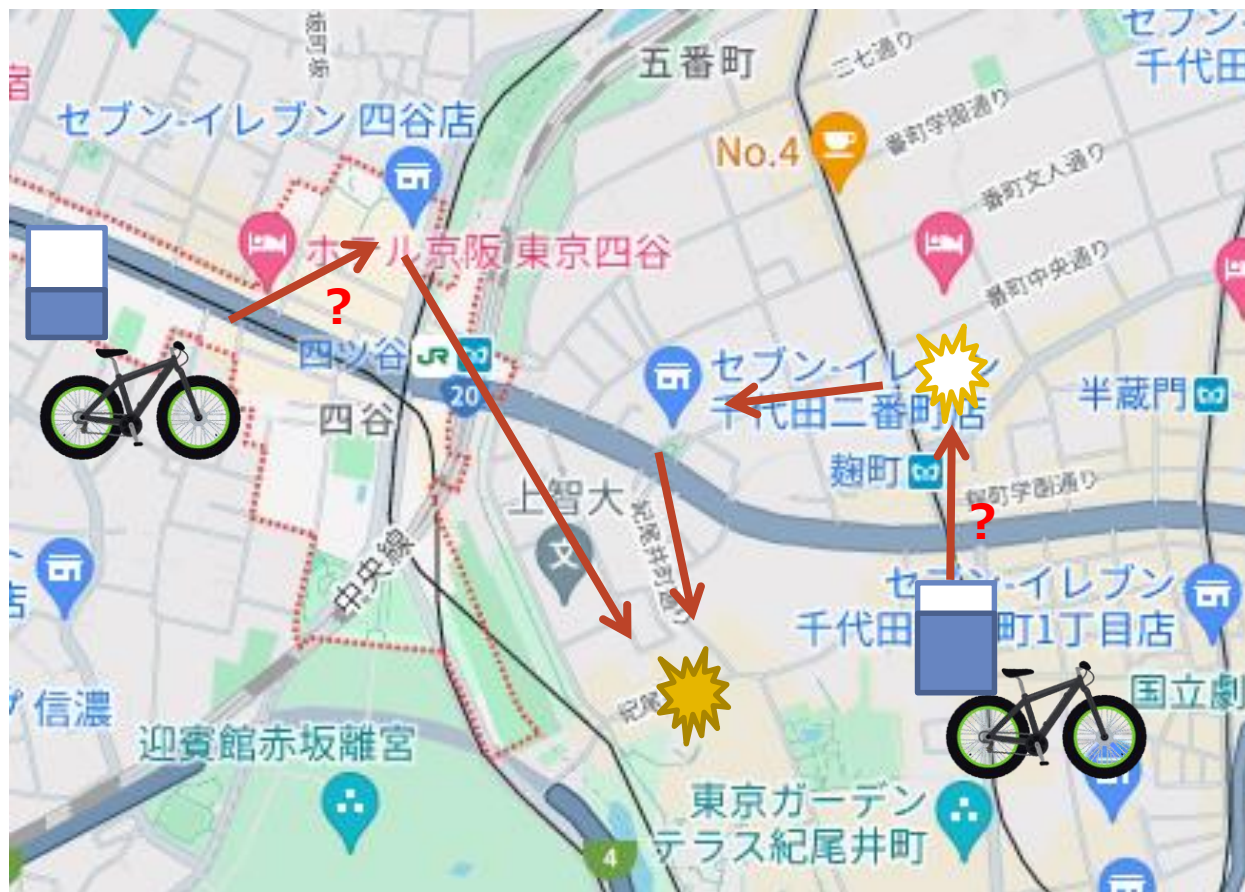 セブン-
千代田
五番町
二七通り
宿
セブン-イレブン 四谷店
番町学園通り
No.4
番町文人通り
ホテル京阪 東京四谷
番町中央通り
?
四ツ谷 JR
セブン-イレブン
千代田二番町店
20
半蔵門
四谷
麹町
上智大
麹町学園通り
?
紀尾井町通り
文
中央線
セブン-イレブン
店
千代田
町1丁目店
信濃
紀尾
国立劇
迎賓館赤坂離宮
東京ガーデン
テラス紀尾井町
4